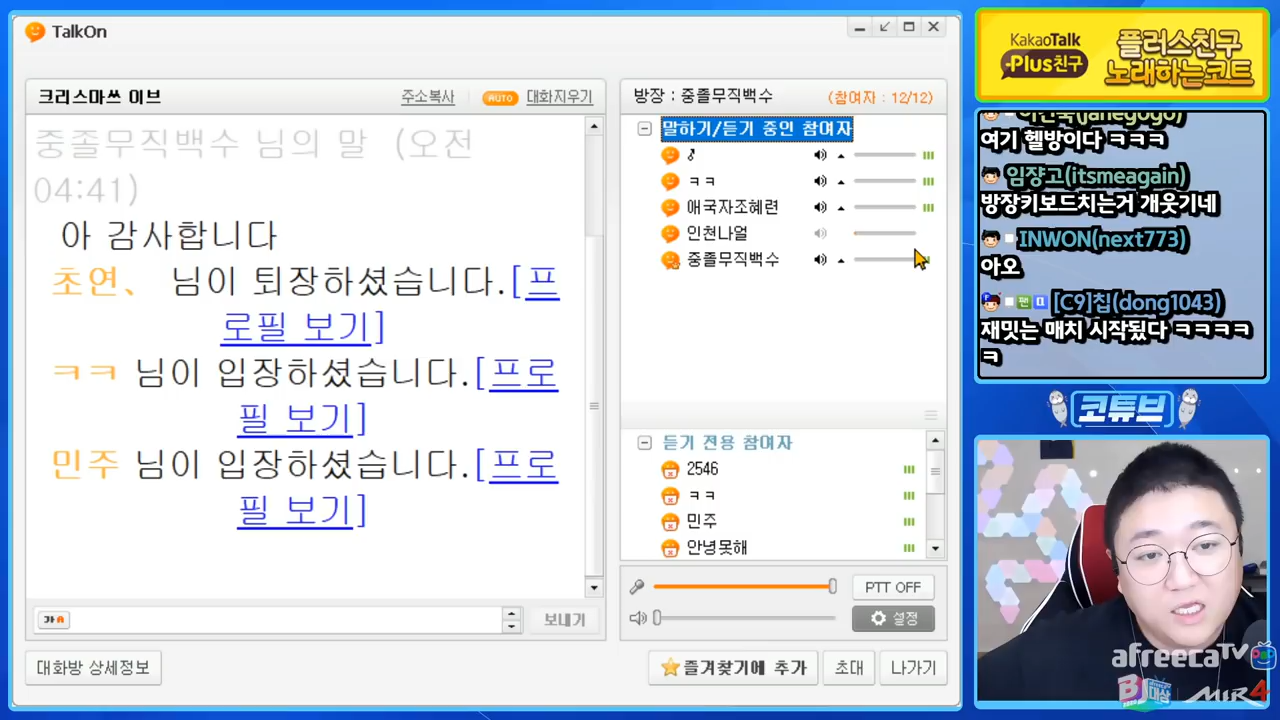 TalkOn
크리스마쓰 이브
주소복사
AUTO
대화지우기
중졸무직백수 님의 말 (오전
04:41)
아 감사합니다
초연、 님이 퇴장하셨습니다.[프
로필 보기]
ㅋㅋ 님이 입장하셨습니다.[프로
필 보기]
민주 님이 입장하셨습니다.[프로
필 보기]
가A
보내기
대화방 상세정보
방장 : 중졸무직백수
(참여자 : 12/12)
말하기/듣기 중인 참여자
ㅋㅋ
애국자조혜련
인천나얼
중졸무직백수
듣기 전용 참여자
2546
ㅋㅋ
민주
안녕못해
PTT OFF
설정
즐겨찾기에 추가
초대
나가기
KakaoTalk
Plus친구
플러스친구
노래하는코트
여기 헬방이다 ㅋㅋㅋ
임쟝고(itsmeagain)
방장키보드치는거 개웃기네
INWON(next773)
아오
팬
[C9]칩(dong1043)
재밋는 매치 시작됬다 ㅋㅋㅋㅋ
ㅋ
코튜브
afreecaTV
BJ대상
MIR4